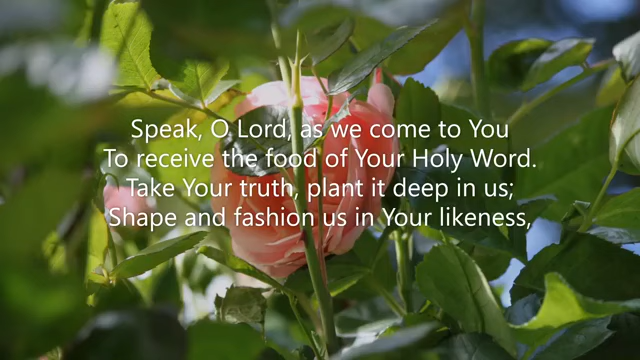 Speak, O Lord, as we come to You
To receive the food of Your Holy Word.
Take Your truth, plant it deep in us;
Shape and fashion us in Your likeness,